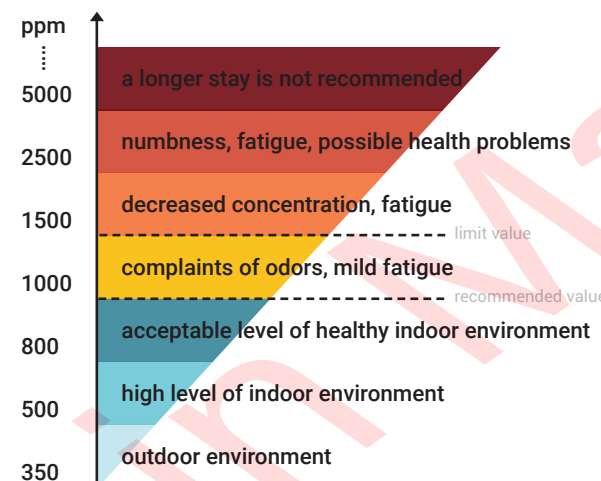 ppm
a longer stay is not recommended
5000
numbness, fatigue, possible health problems
2500
decreased concentration, fatigue
1500
limit value
complaints of odors, mild fatigue
1000
recommended value
acceptable level of healthy indoor environment
800
high level of indoor environment
500
outdoor environment
350